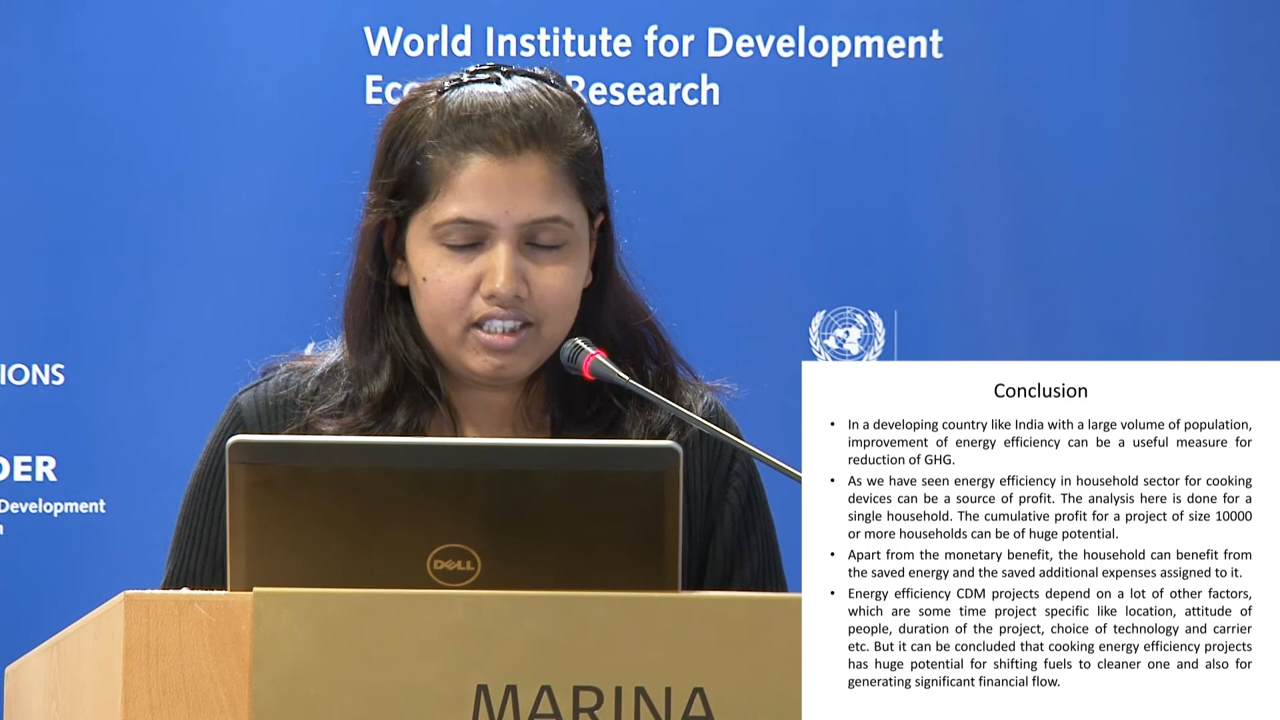 World Institute for Development
Research
IONS
DER
Development
DELL
MARINA
Conclusion
• In a developing country like India with a large volume of population,
improvement of energy efficiency can be a useful measure for
reduction of GHG.
• As we have seen energy efficiency in household sector for cooking
devices can be a source of profit. The analysis here is done for a
single household. The cumulative profit for a project of size 10000
or more households can be of huge potential.
• Apart from the monetary benefit, the household can benefit from
the saved energy and the saved additional expenses assigned to it.
• Energy efficiency CDM projects depend on a lot of other factors,
which are some time project specific like location, attitude of
people, duration of the project, choice of technology and carrier
etc. But it can be concluded that cooking energy efficiency projects
has huge potential for shifting fuels to cleaner one and also for
generating significant financial flow.